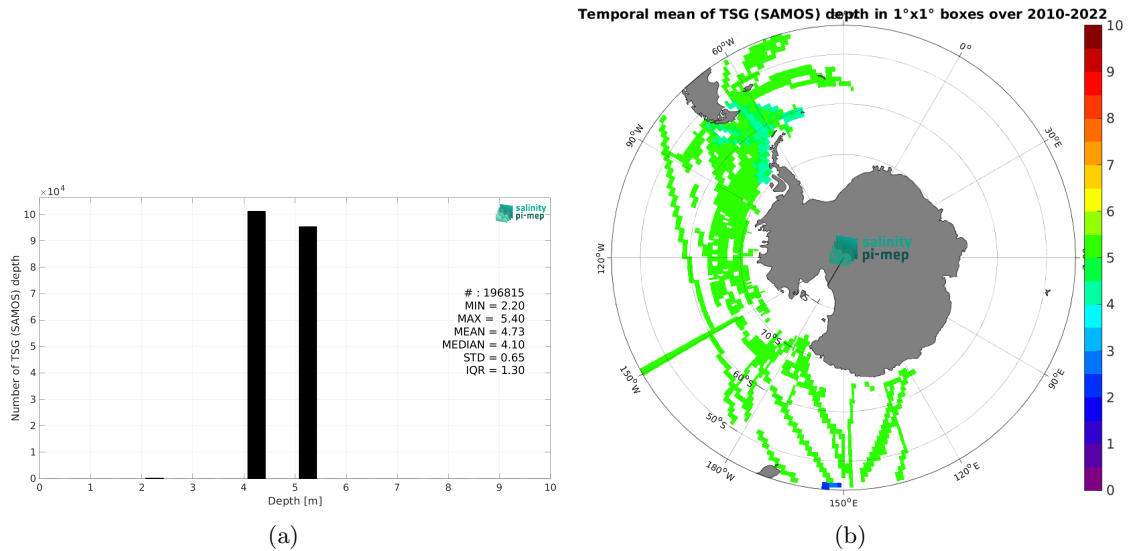 ×10⁴
10
9
8
7
6
5
4
3
2
1
0
Number of TSG (SAMOS) depth
salinity
pi-mep
# : 196815
MIN = 2.20
MAX = 5.40
MEAN = 4.73
MEDIAN = 4.10
STD = 0.65
IQR = 1.30
0 1 2 3 4 5 6 7 8 9 10
Depth [m]
(a)
Temporal mean of TSG (SAMOS) depth in 1°x1° boxes over 2010-2022
60°W
0°
30°E
90°E
120°E
150°E
180°W
150°W
120°W
90°W
70°S
60°S
50°S
salinity
pi-mep
10
9
8
7
6
5
4
3
2
1
0
(b)